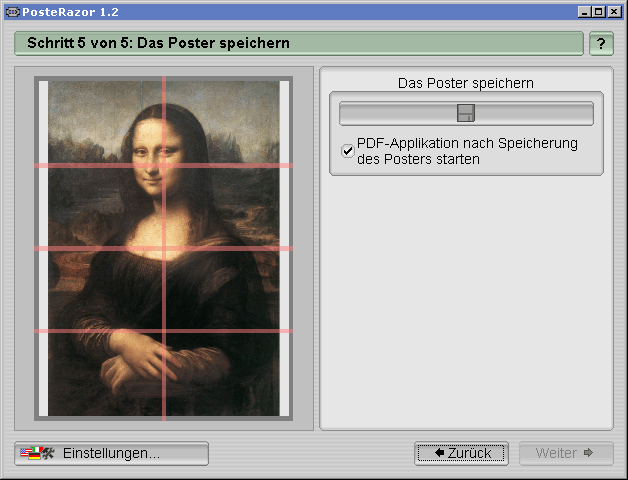 PosteRazor 1.2
Schritt 5 von 5: Das Poster speichern
?
Das Poster speichern
PDF-Applikation nach Speicherung
des Posters starten
Einstellungen...
Zurück
Weiter